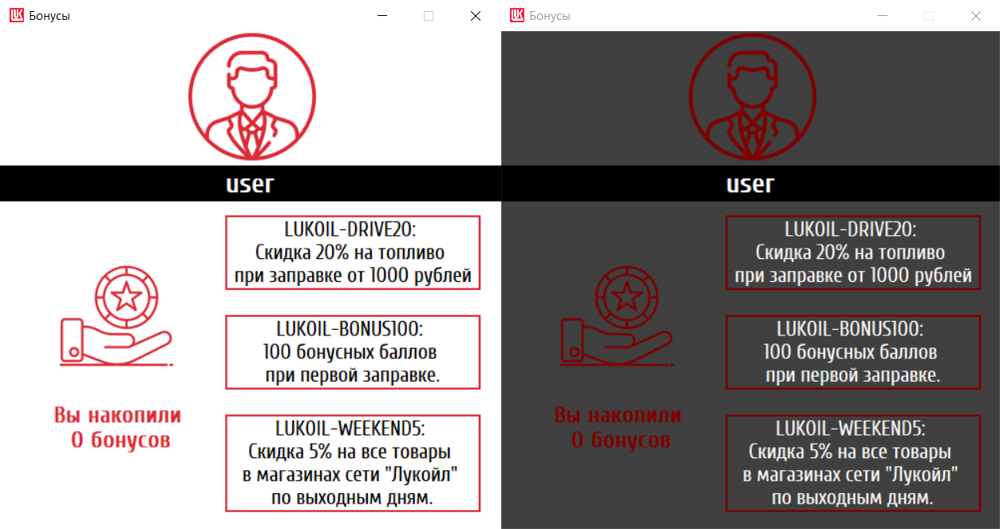 LUK Бонусы
user
LUKOIL-DRIVE20:
Скидка 20% на топливо
при заправке от 1000 рублей
LUKOIL-BONUS100:
100 бонусных баллов
при первой заправке.
Вы накопили
0 бонусов
LUKOIL-WEEKEND5:
Скидка 5% на все товары
в магазинах сети "Лукойл"
по выходным дням.
LUK Бонусы
user
LUKOIL-DRIVE20:
Скидка 20% на топливо
при заправке от 1000 рублей
LUKOIL-BONUS100:
100 бонусных баллов
при первой заправке.
Вы накопили
0 бонусов
LUKOIL-WEEKEND5:
Скидка 5% на все товары
в магазинах сети "Лукойл"
по выходным дням.